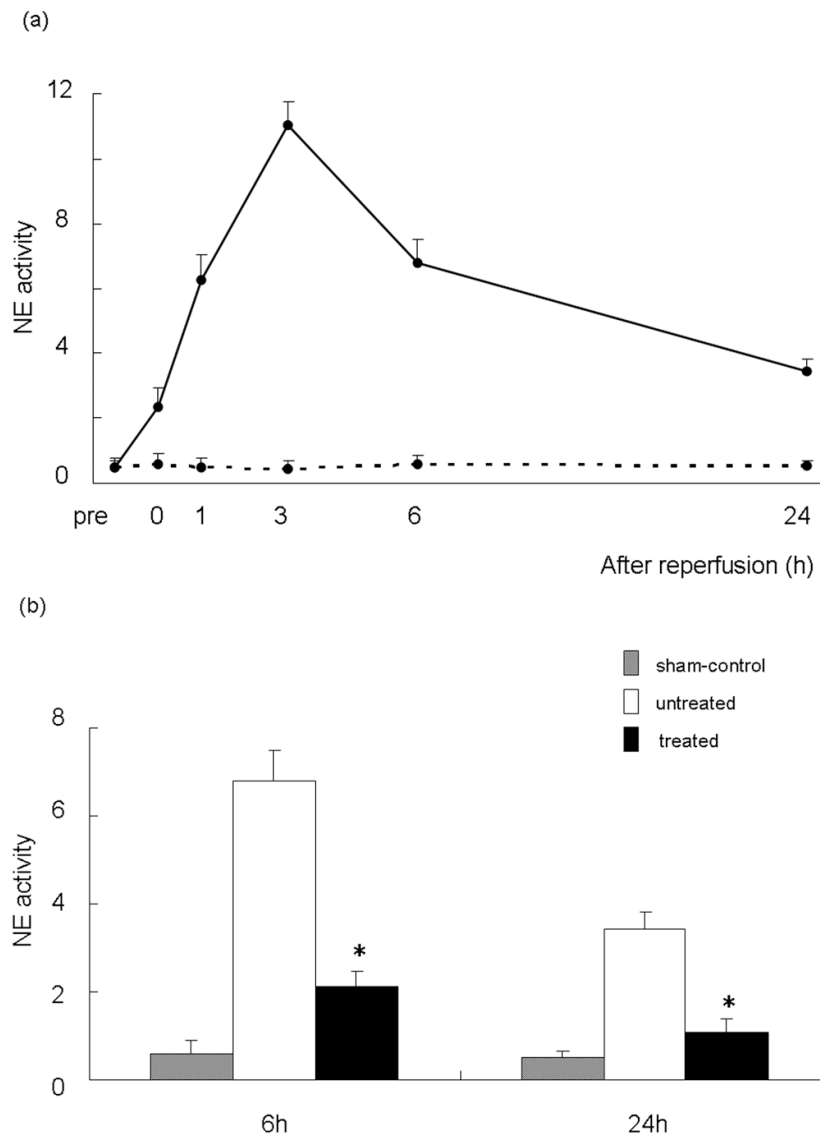 (a)
12
8
4
0
NE activity
pre 0 1 3 6 24
After reperfusion (h)
(b)
sham-control
untreated
treated
8
6
4
2
0
NE activity
*
*
6h 24h